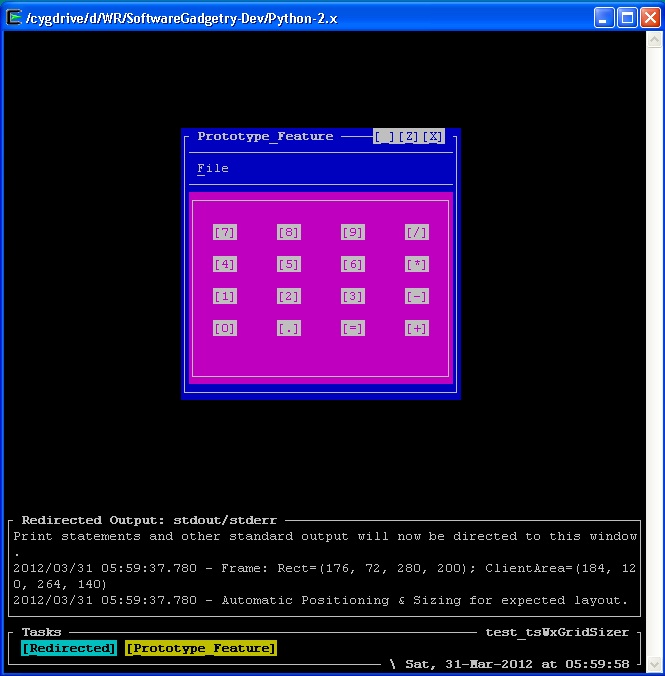 /cygdrive/d/WR/SoftwareGadgetry-Dev/Python-2.x
Prototype_Feature [_][Z][X]
File
[7] [8] [9] [/]
[4] [5] [6] [*]
[1] [2] [3] [-]
[0] [.] [=] [+]
Redirected Output: stdout/stderr
Print statements and other standard output will now be directed to this window
.
2012/03/31 05:59:37.780 - Frame: Rect=(176, 72, 280, 200); ClientArea=(184, 12
0, 264, 140)
2012/03/31 05:59:37.780 - Automatic Positioning & Sizing for expected layout.
Tasks test_tsWxGridSizer
[Redirected] [Prototype_Feature]
\ Sat, 31-Mar-2012 at 05:59:58